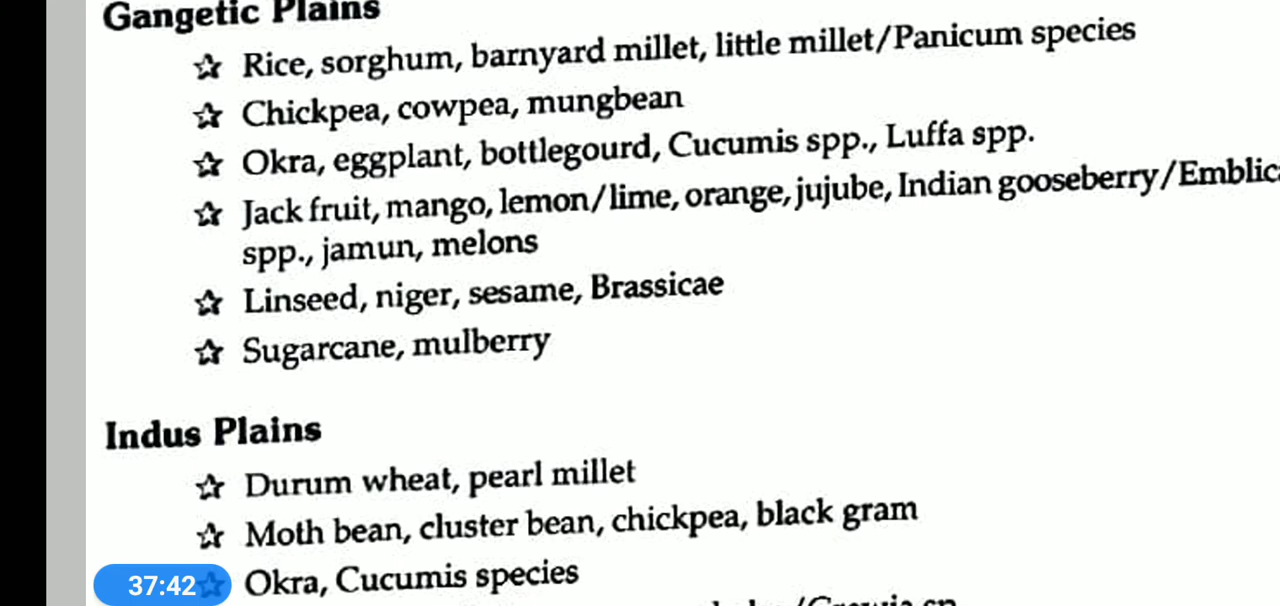 Gangetic Plains
☆ Rice, sorghum, barnyard millet, little millet/Panicum species
☆ Chickpea, cowpea, mungbean
☆ Okra, eggplant, bottlegourd, Cucumis spp., Luffa spp.
☆ Jack fruit, mango, lemon/lime, orange, jujube, Indian gooseberry/Emblica
spp., jamun, melons
☆ Linseed, niger, sesame, Brassicae
☆ Sugarcane, mulberry
Indus Plains
☆ Durum wheat, pearl millet
☆ Moth bean, cluster bean, chickpea, black gram
37:42 ☆ Okra, Cucumis species